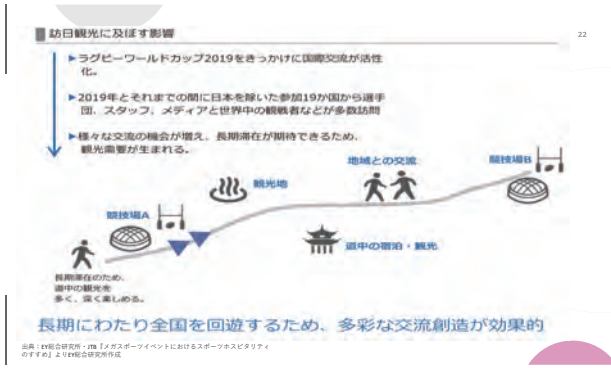 訪日観光に及ぼす影響
22
▶ラグビーワールドカップ2019をきっかけに国際交流が活性
化。
▶2019年とそれまでの間に日本を除いた参加19か国から選手
団、スタッフ、メディアと世界中の観戦者などが多数訪問
▶様々な交流の機会が増え、長期滞在が期待できるため、
観光需要が生まれる。
地域との交流
競技場B
観光地
競技場A
道中の宿泊・観光
長期滞在のため、
道中の観光を
多く、深く楽しめる。
長期にわたり全国を回遊するため、多彩な交流創造が効果的
出典:EY総合研究所・JTB『メガスポーツイベントにおけるスポーツホスピタリティ
のすすめ』よりEY総合研究所作成